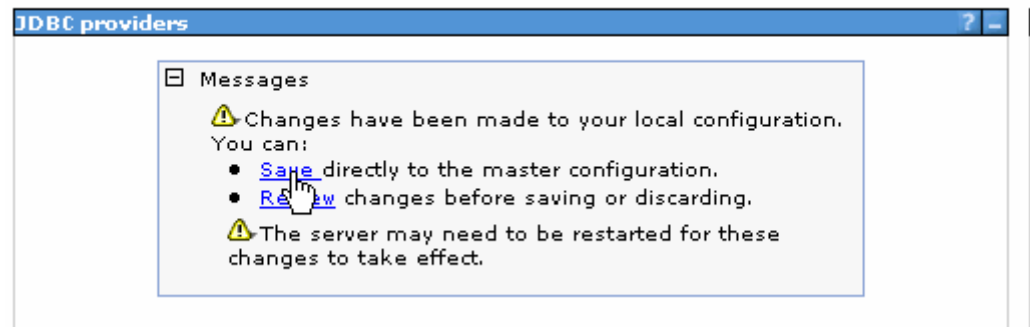 JDBC providers ? –
Messages
Changes have been made to your local configuration.
You can:
Save directly to the master configuration.
Review changes before saving or discarding.
The server may need to be restarted for these
changes to take effect.